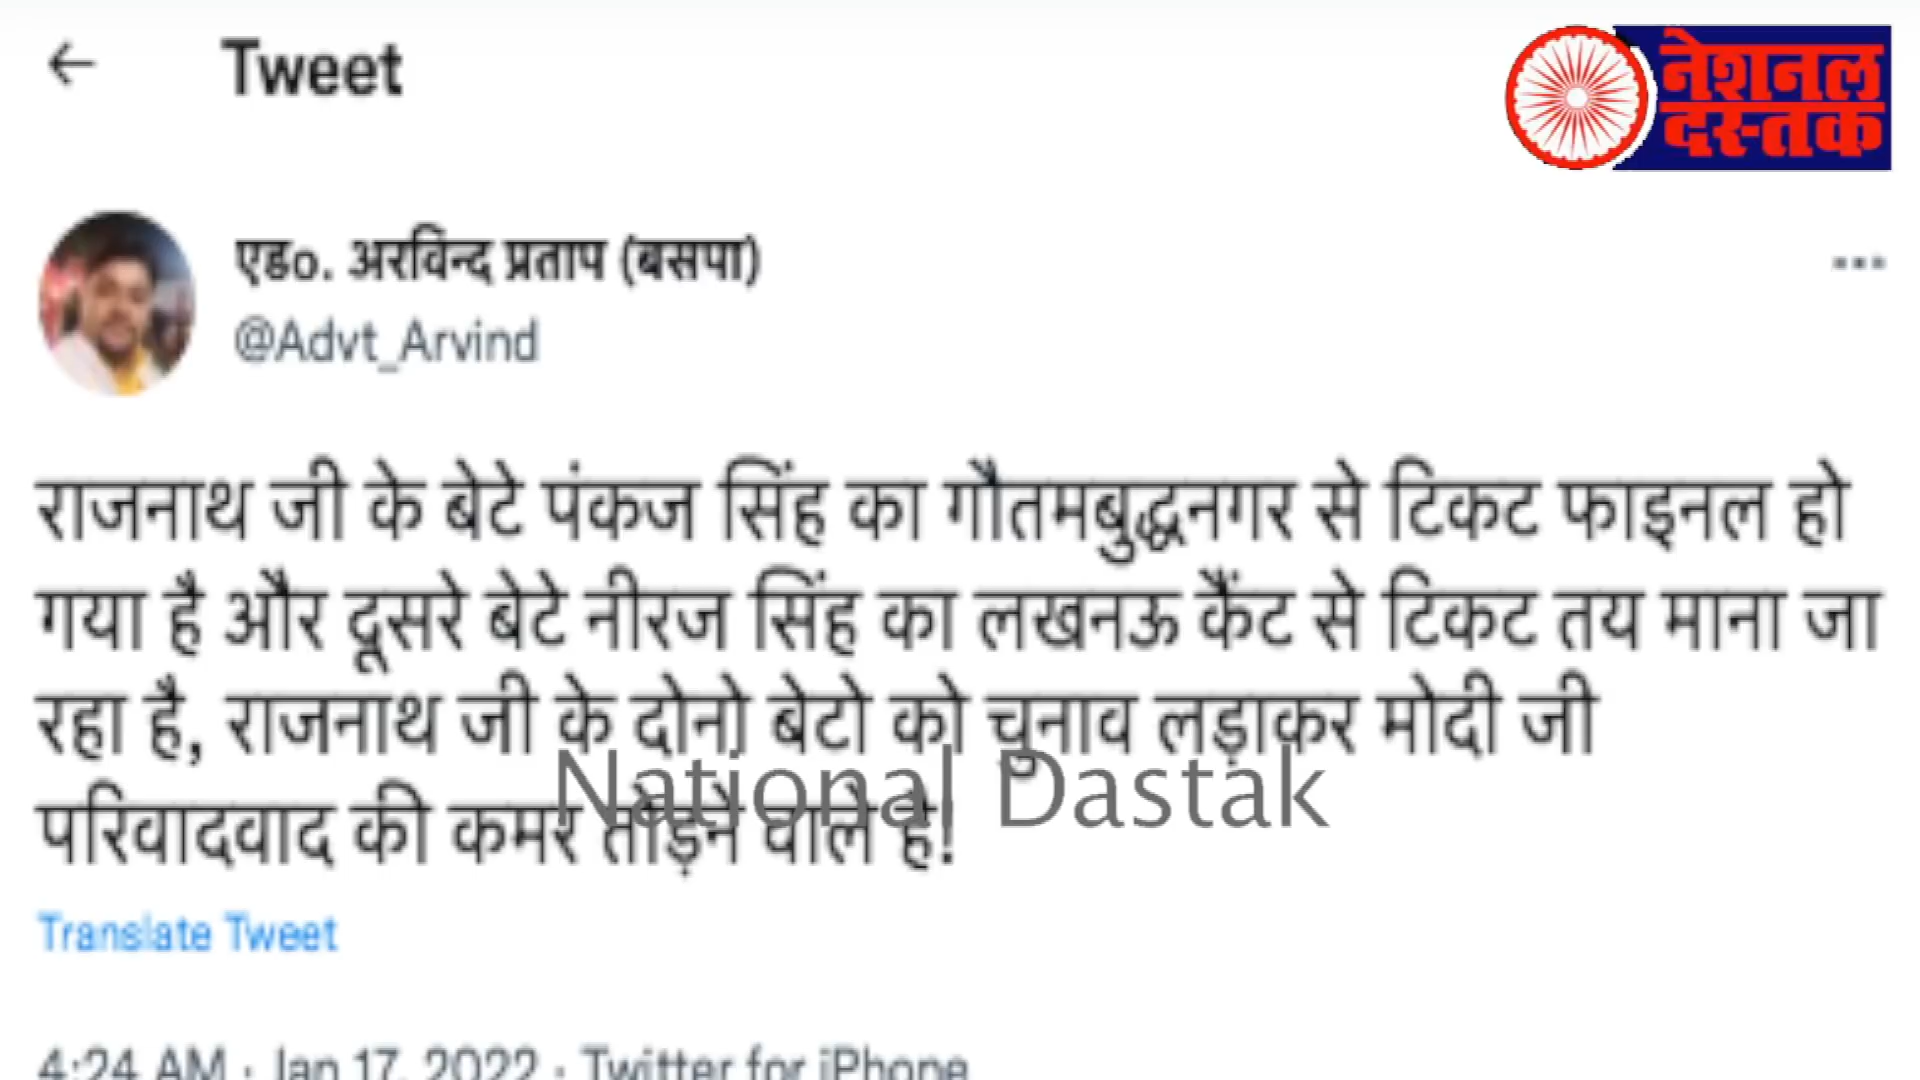 ← Tweet
नेशनल
दस्तक
एड०. अरविन्द प्रताप (बसपा)
@Advt_Arvind
राजनाथ जी के बेटे पंकज सिंह का गौतमबुद्धनगर से टिकट फाइनल हो
गया है और दूसरे बेटे नीरज सिंह का लखनऊ कैंट से टिकट तय माना जा
रहा है, राजनाथ जी के दोनो बेटो को चुनाव लड़ाकर मोदी जी
परिवादवाद की कमर तोड़ने वाले है!
National Dastak
Translate Tweet
4:24 AM · Jan 17, 2022 · Twitter for iPhone